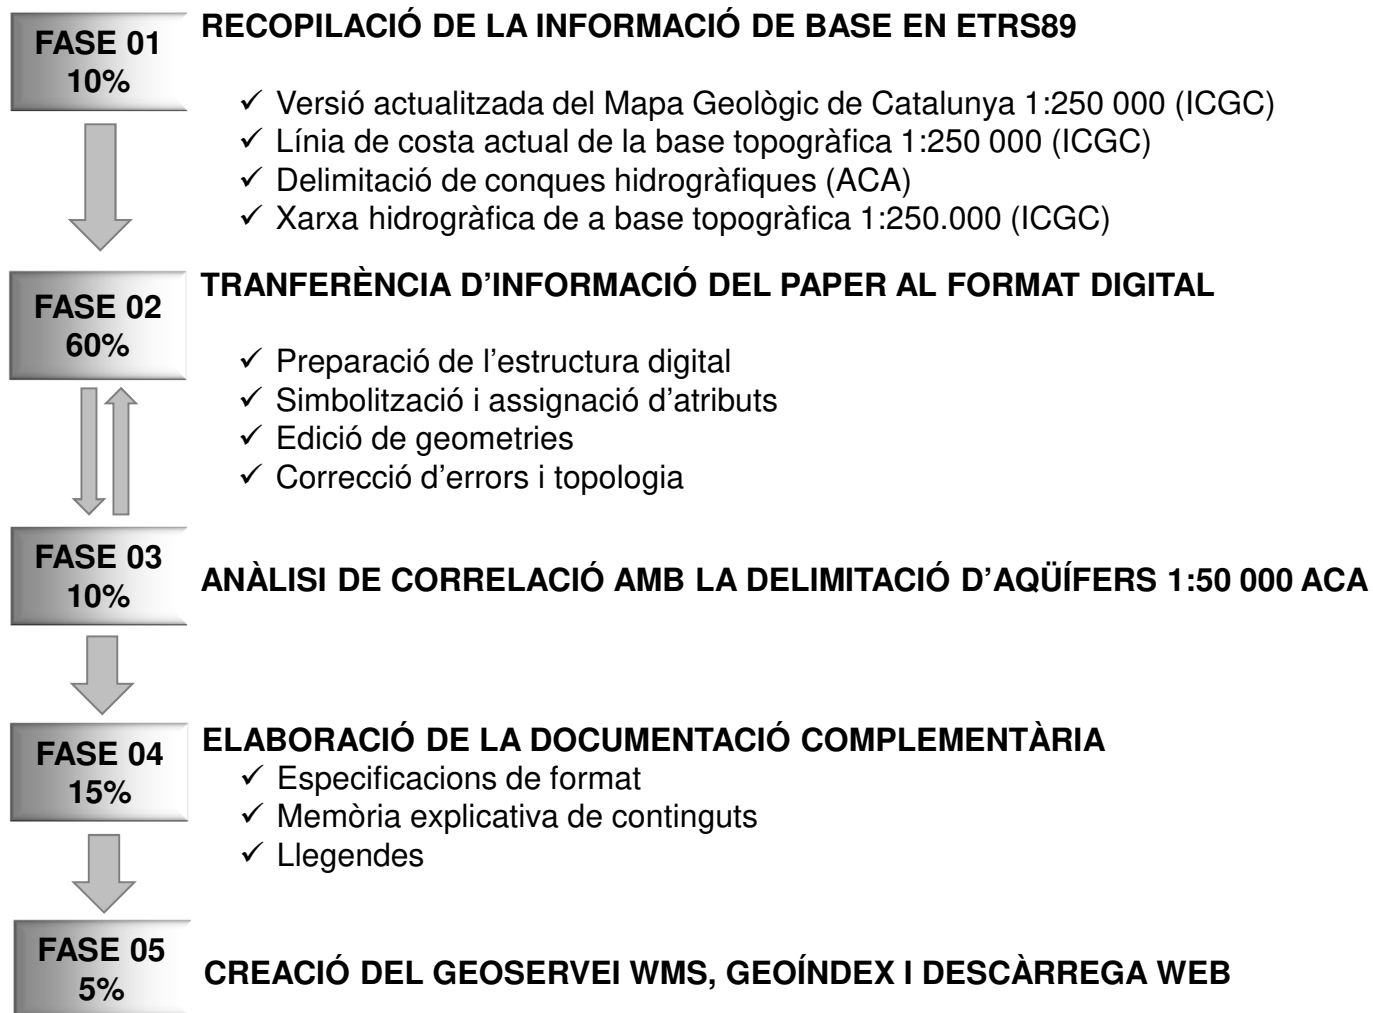 FASE 01
10%
RECOPILACIÓ DE LA INFORMACIÓ DE BASE EN ETRS89
✓ Versió actualitzada del Mapa Geològic de Catalunya 1:250 000 (ICGC)
✓ Línia de costa actual de la base topogràfica 1:250 000 (ICGC)
✓ Delimitació de conques hidrogràfiques (ACA)
✓ Xarxa hidrogràfica de a base topogràfica 1:250.000 (ICGC)
FASE 02
60%
TRANFERÈNCIA D’INFORMACIÓ DEL PAPER AL FORMAT DIGITAL
✓ Preparació de l’estructura digital
✓ Simbolització i assignació d’atributs
✓ Edició de geometries
✓ Correcció d’errors i topologia
FASE 03
10%
ANÀLISI DE CORRELACIÓ AMB LA DELIMITACIÓ D’AQÜÍFERS 1:50 000 ACA
FASE 04
15%
ELABORACIÓ DE LA DOCUMENTACIÓ COMPLEMENTÀRIA
✓ Especificacions de format
✓ Memòria explicativa de continguts
✓ Llegendes
FASE 05
5%
CREACIÓ DEL GEOSERVEI WMS, GEOÍNDEX I DESCÀRREGA WEB